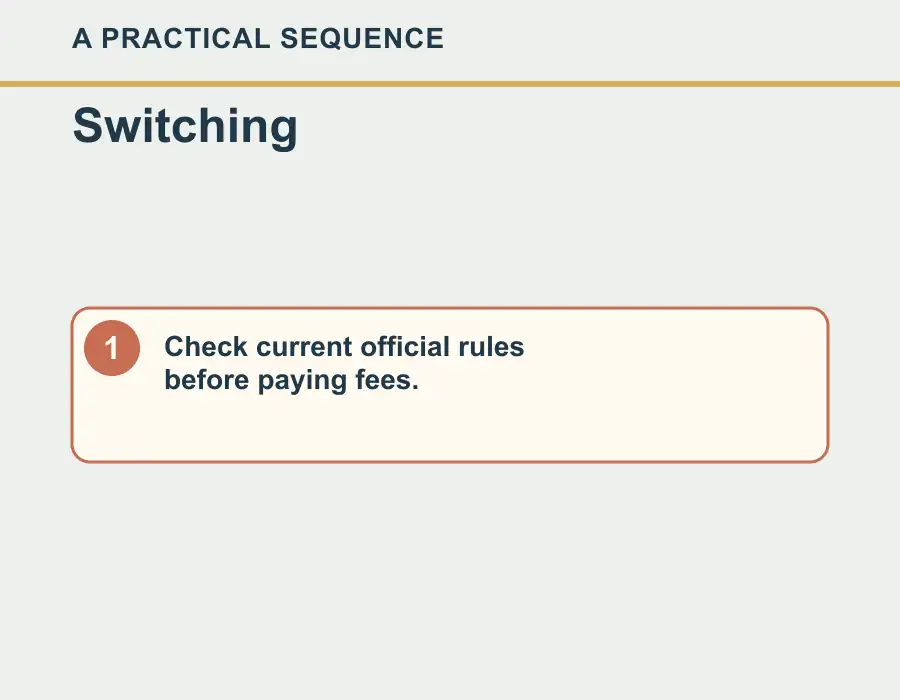 A PRACTICAL SEQUENCE
Switching
1
Check current official rules
before paying fees.